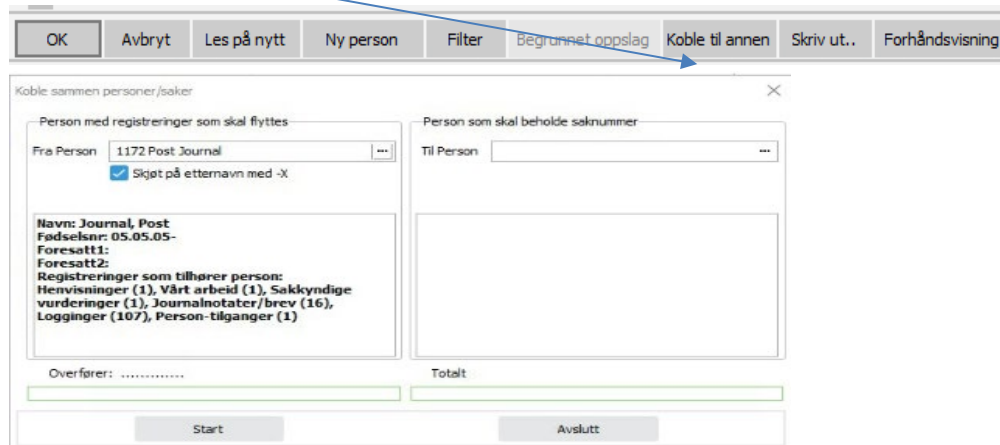 OK Avbryt Les på nytt Ny person Filter Begrunnet oppslag Koble til annen Skriv ut.. Forhåndsvisning
Koble sammen personer/saker
Person med registreringer som skal flyttes
Fra Person 1172 Post Journal ...
Skjøt på etternavn med -X
Navn: Journal, Post
Fødselsnr: 05.05.05-
Foresatt1:
Foresatt2:
Registreringer som tilhører person:
Henvisninger (1), Vårt arbeid (1), Sakkyndige
vurderinger (1), Journalnotater/brev (16),
Logginger (107), Person-tilganger (1)
Overfører: .............
Person som skal beholde saknummer
Til Person ...
Totalt
Start Avslutt